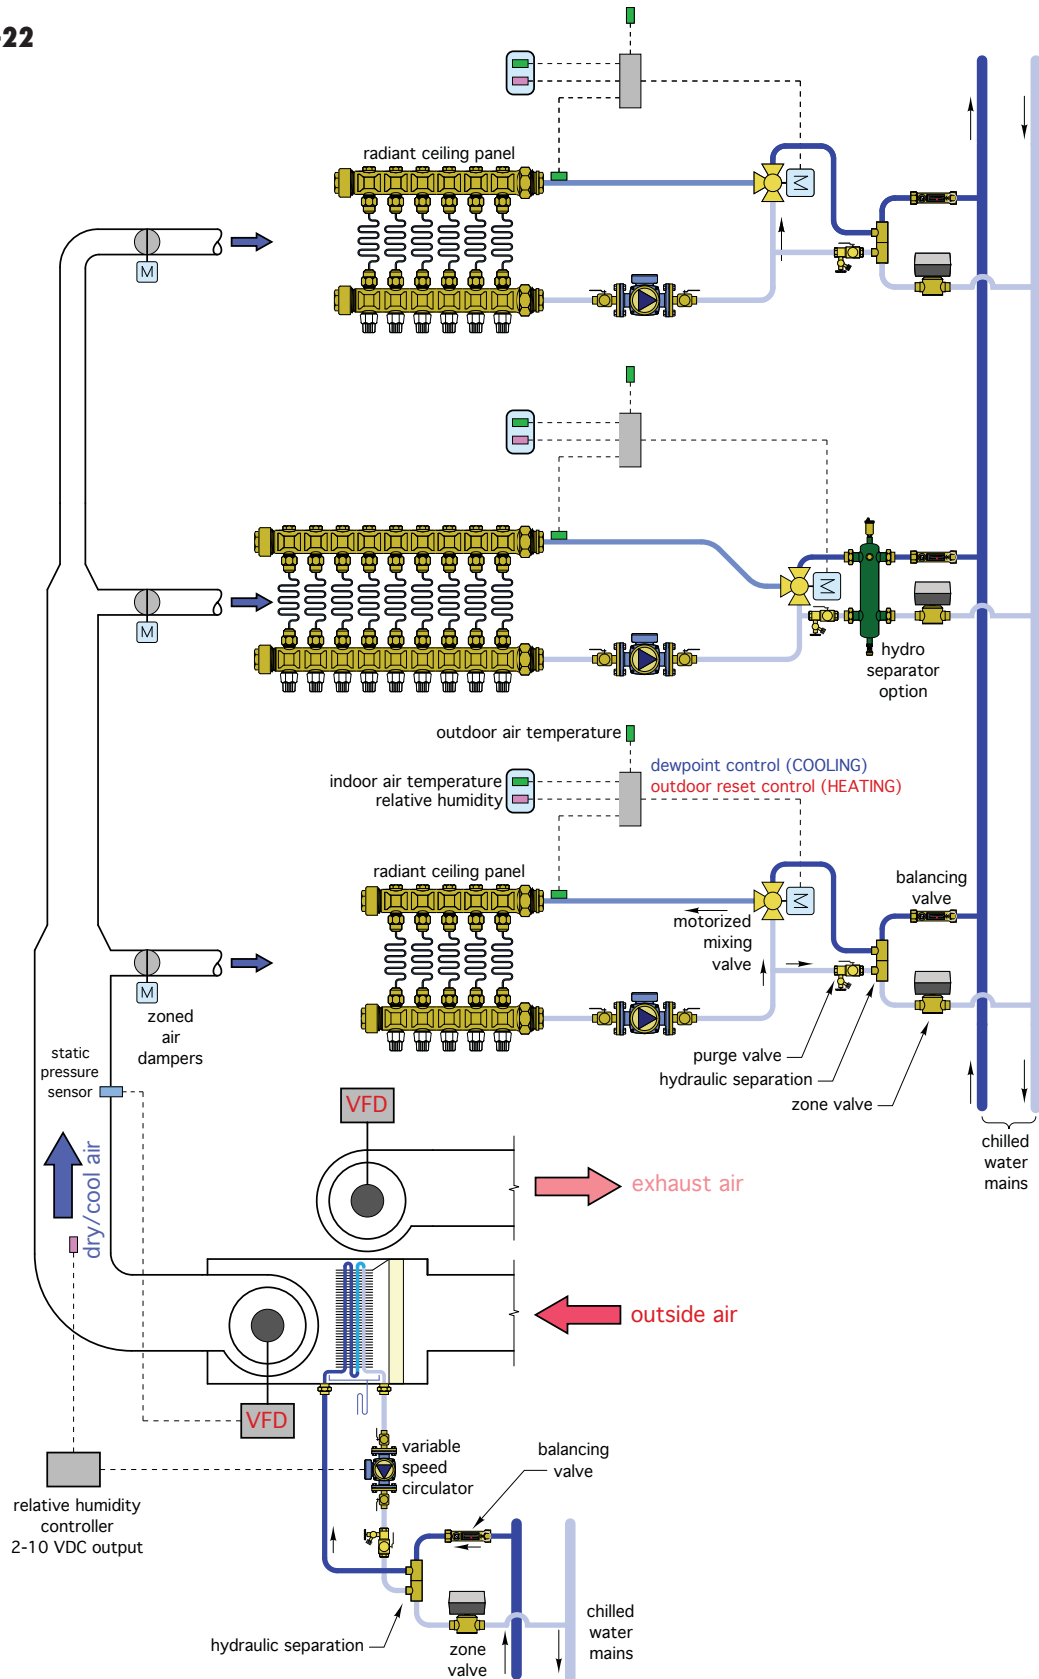 -22
radiant ceiling panel
M
M
M
M
hydro
separator
option
outdoor air temperature
dewpoint control (COOLING)
outdoor reset control (HEATING)
indoor air temperature
relative humidity
radiant ceiling panel
M
balancing
valve
motorized
mixing
valve
M
zoned
air
dampers
static
pressure
sensor
purge valve
hydraulic separation
zone valve
chilled
water
mains
VFD
dry/cool air
exhaust air
outside air
VFD
variable
speed
circulator
balancing
valve
relative humidity
controller
2-10 VDC output
hydraulic separation
zone
valve
chilled
water
mains